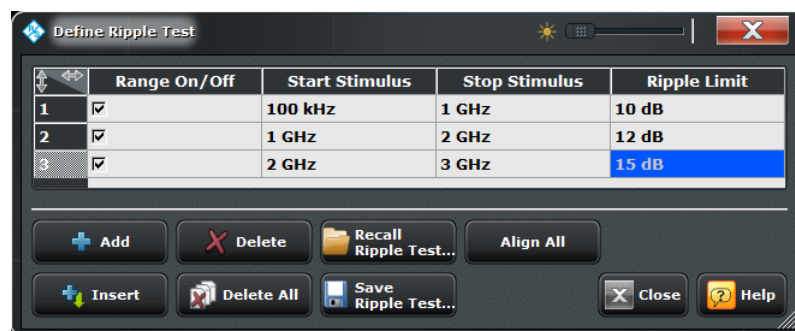 Define Ripple Test
Range On/Off Start Stimulus Stop Stimulus Ripple Limit
1 100 kHz 1 GHz 10 dB
2 1 GHz 2 GHz 12 dB
3 2 GHz 3 GHz 15 dB
Add Delete Recall Ripple Test... Align All
Insert Delete All Save Ripple Test... Close Help